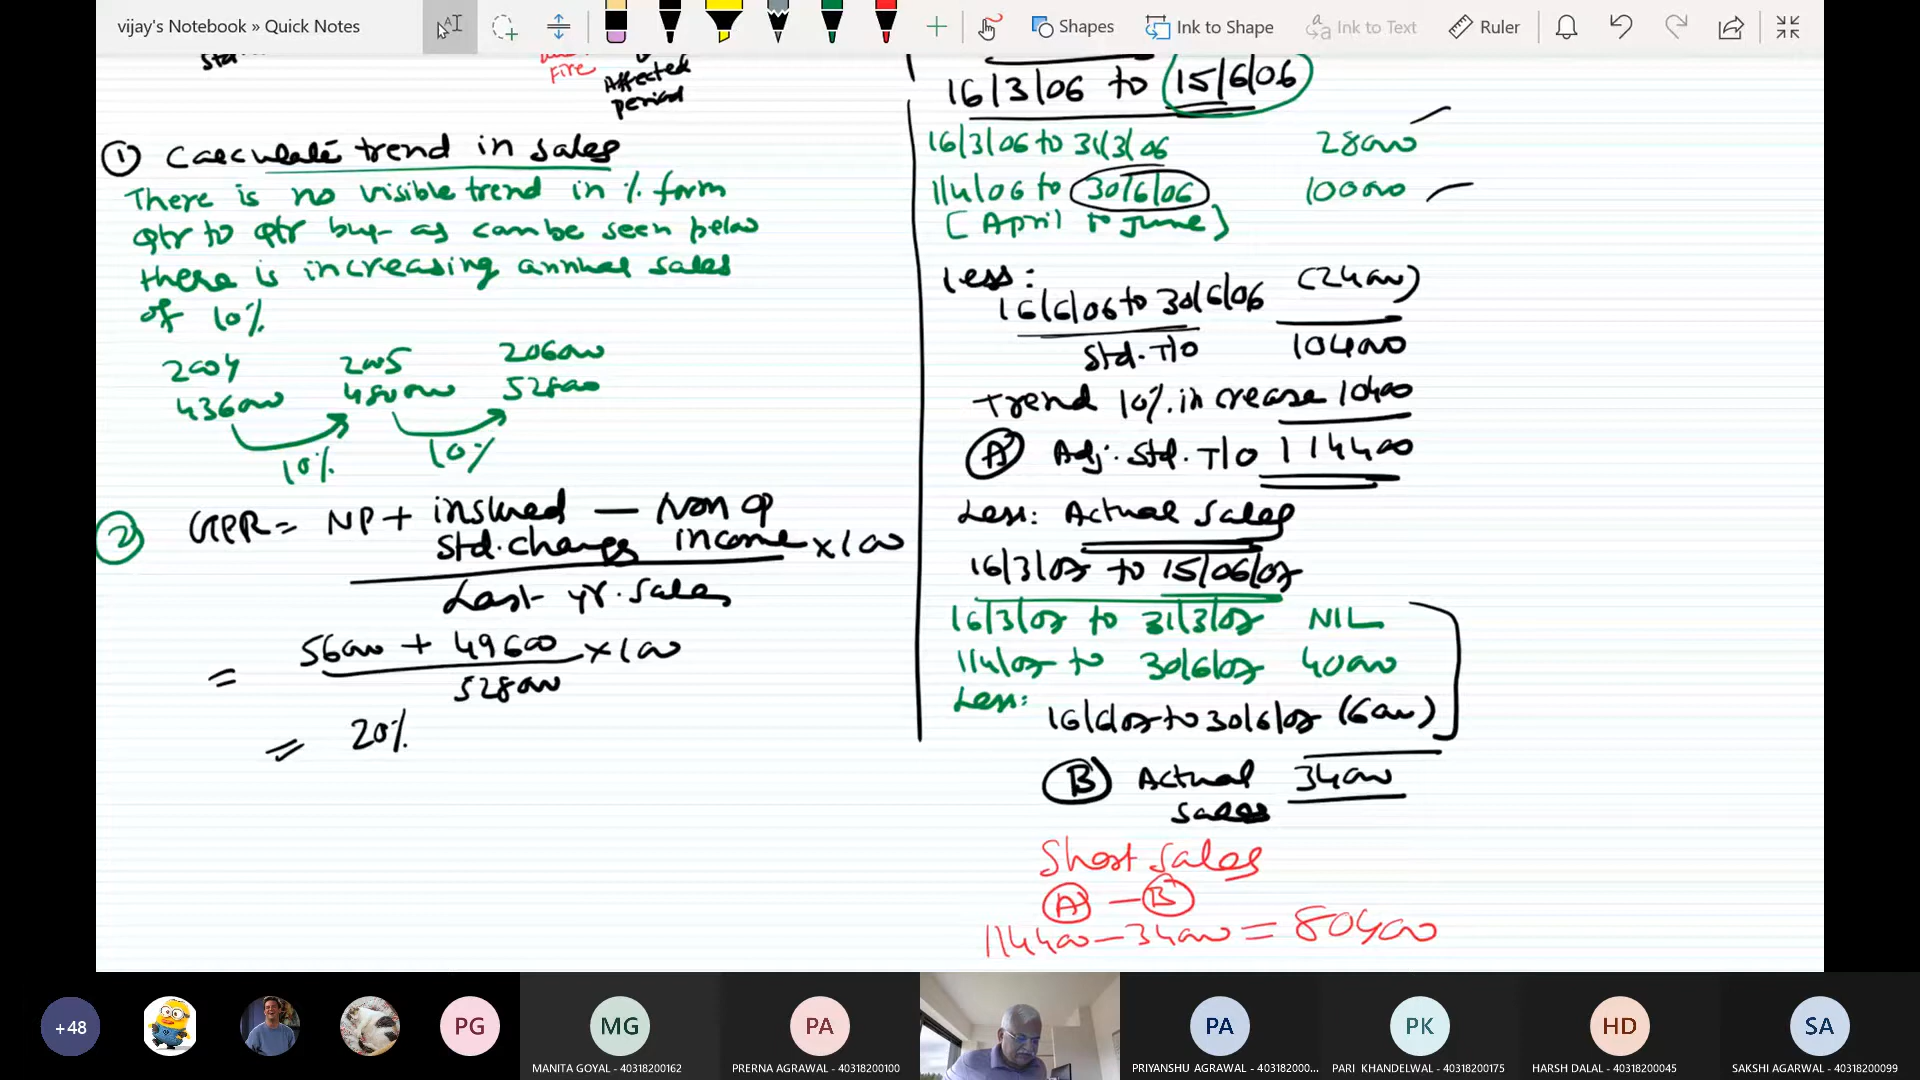 vijay's Notebook » Quick Notes
Shapes
Ink to Shape
Ink to Text
Ruler
Fire
Affected
period
① Calculate trend in sales
There is no visible trend in % form
qtr to qtr but as can be seen below
there is increasing annual sales
of 10%
2004 2005 206000
436000 480000 528000
10% 10%
② GPR = NP + insured — Non op
std. charges income × 100
Last yr. sales
= 56000 + 49600 × 100
528000
= 20%
16/3/06 to 15/6/06
16/3/06 to 31/3/06 28000
1/4/06 to 30/6/06 100000
[April to June]
Less:
16/6/06 to 30/6/06 (24000)
Std. T/O 104000
Trend 10% increase 10400
Ⓐ Adj. Std. T/O 114400
Less: Actual Sales
16/3/07 to 15/06/07
16/3/07 to 31/3/07 NIL
1/4/07 to 30/6/07 40000
Less:
16/6/07 to 30/6/07 (6000)
Ⓑ Actual 34000
sales
Short Sales
Ⓐ — Ⓑ
114400 — 34000 = 80400
+48
PG
MG
PA
PA
PK
HD
SA
MANITA GOYAL - 40318200162
PRERNA AGRAWAL - 40318200100
PRIYANSHU AGRAWAL - 403182000...
PARI KHANDELWAL - 40318200175
HARSH DALAL - 40318200045
SAKSHI AGARWAL - 40318200099